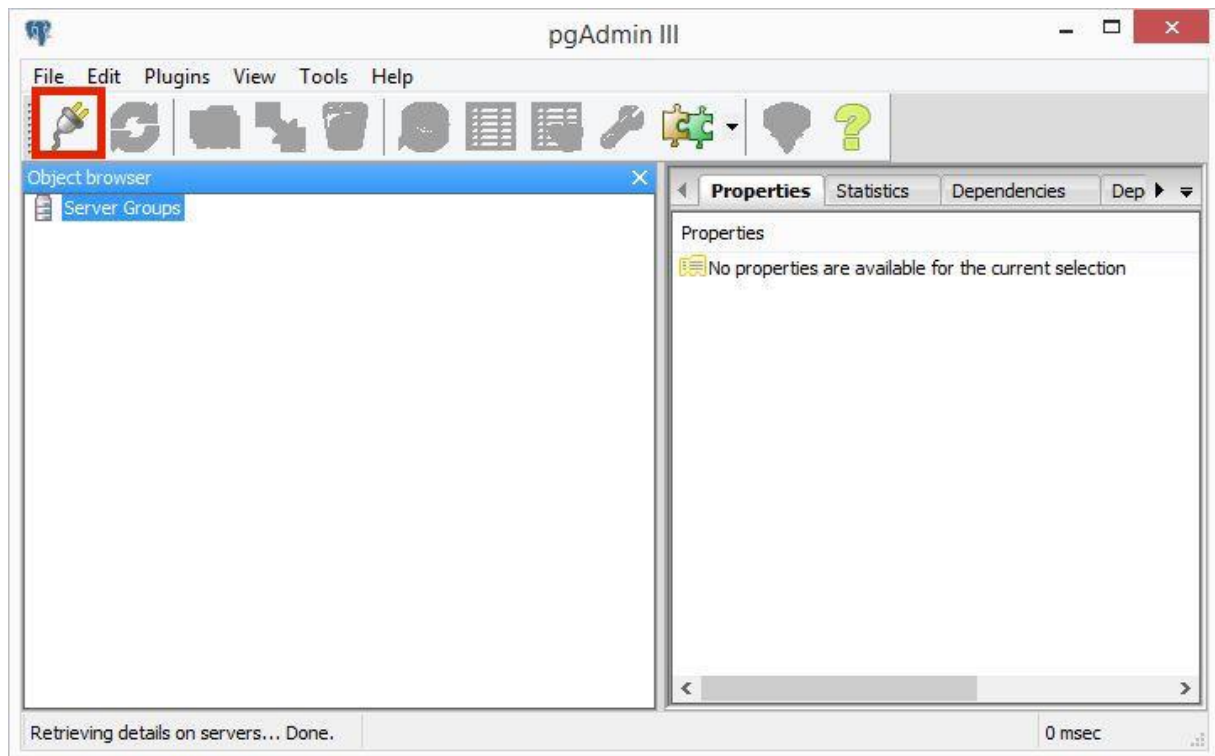 pgAdmin III
File Edit Plugins View Tools Help
Object browser
Server Groups
Properties Statistics Dependencies Dep
Properties
No properties are available for the current selection
Retrieving details on servers... Done.
0 msec